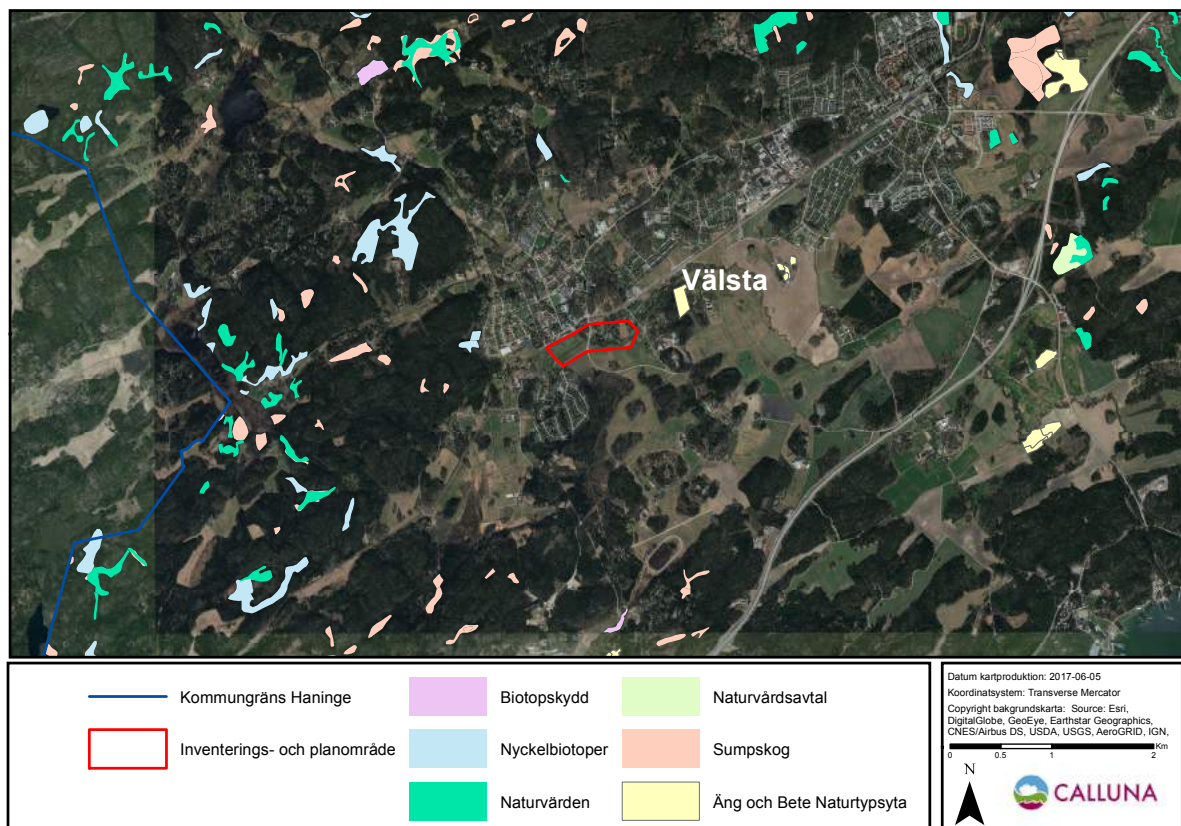 Välsta
Kommungräns Haninge
Inventerings- och planområde
Biotopskydd
Nyckelbiotoper
Naturvärden
Naturvårdsavtal
Sumpskog
Äng och Bete Naturtypsyta
Datum kartproduktion: 2017-06-05
Koordinatsystem: Transverse Mercator
Copyright bakgrundskarta: Source: Esri,
DigitalGlobe, GeoEye, Earthstar Geographics,
CNES/Airbus DS, USDA, USGS, AeroGRID, IGN,
Km
0 0.5 1 2
N
CALLUNA